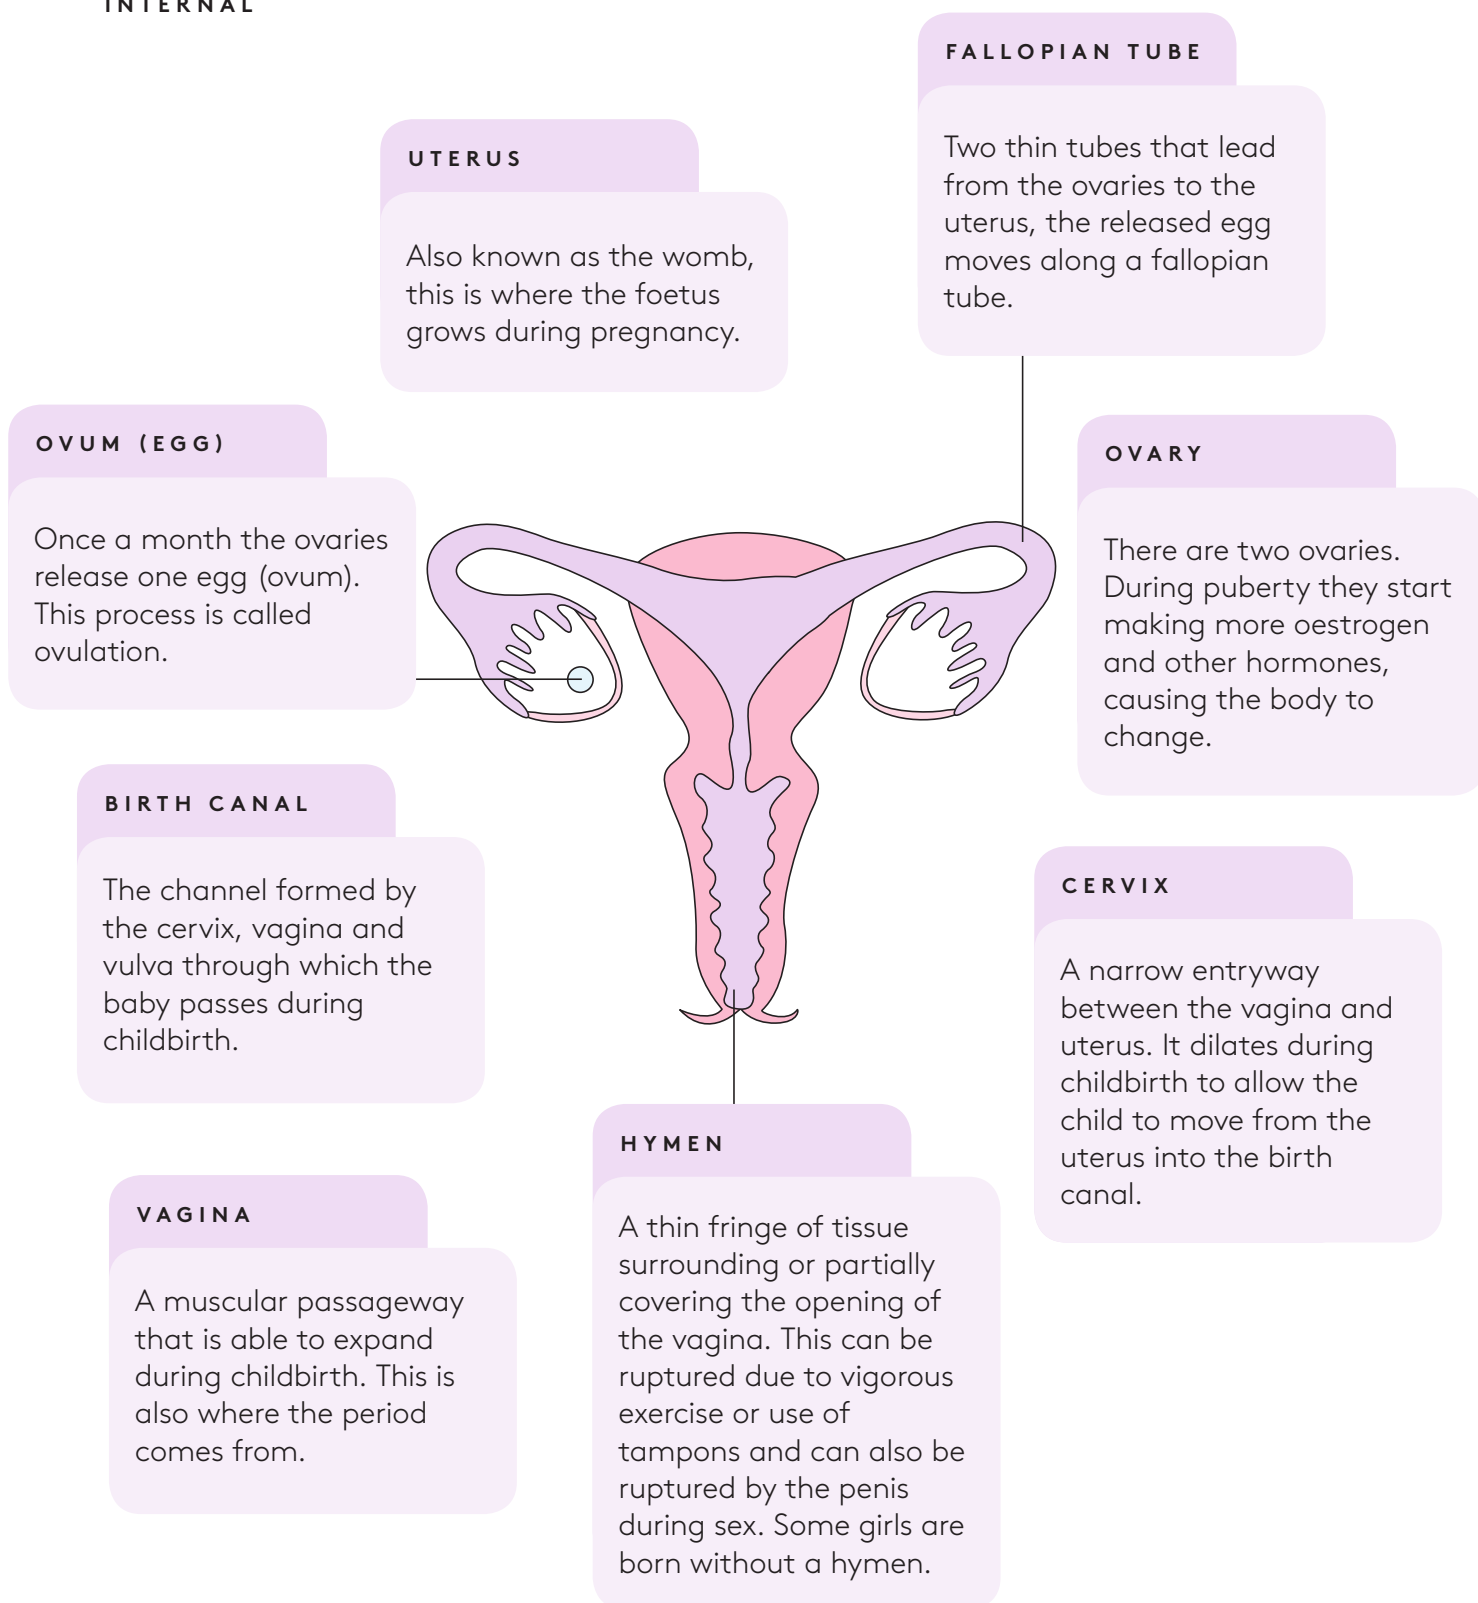 INTERNAL
FALLOPIAN TUBE
Two thin tubes that lead
from the ovaries to the
uterus, the released egg
moves along a fallopian
tube.
UTERUS
Also known as the womb,
this is where the foetus
grows during pregnancy.
OVUM (EGG)
Once a month the ovaries
release one egg (ovum).
This process is called
ovulation.
OVARY
There are two ovaries.
During puberty they start
making more oestrogen
and other hormones,
causing the body to
change.
BIRTH CANAL
The channel formed by
the cervix, vagina and
vulva through which the
baby passes during
childbirth.
CERVIX
A narrow entryway
between the vagina and
uterus. It dilates during
childbirth to allow the
child to move from the
uterus into the birth
canal.
HYMEN
A thin fringe of tissue
surrounding or partially
covering the opening of
the vagina. This can be
ruptured due to vigorous
exercise or use of
tampons and can also be
ruptured by the penis
during sex. Some girls are
born without a hymen.
VAGINA
A muscular passageway
that is able to expand
during childbirth. This is
also where the period
comes from.